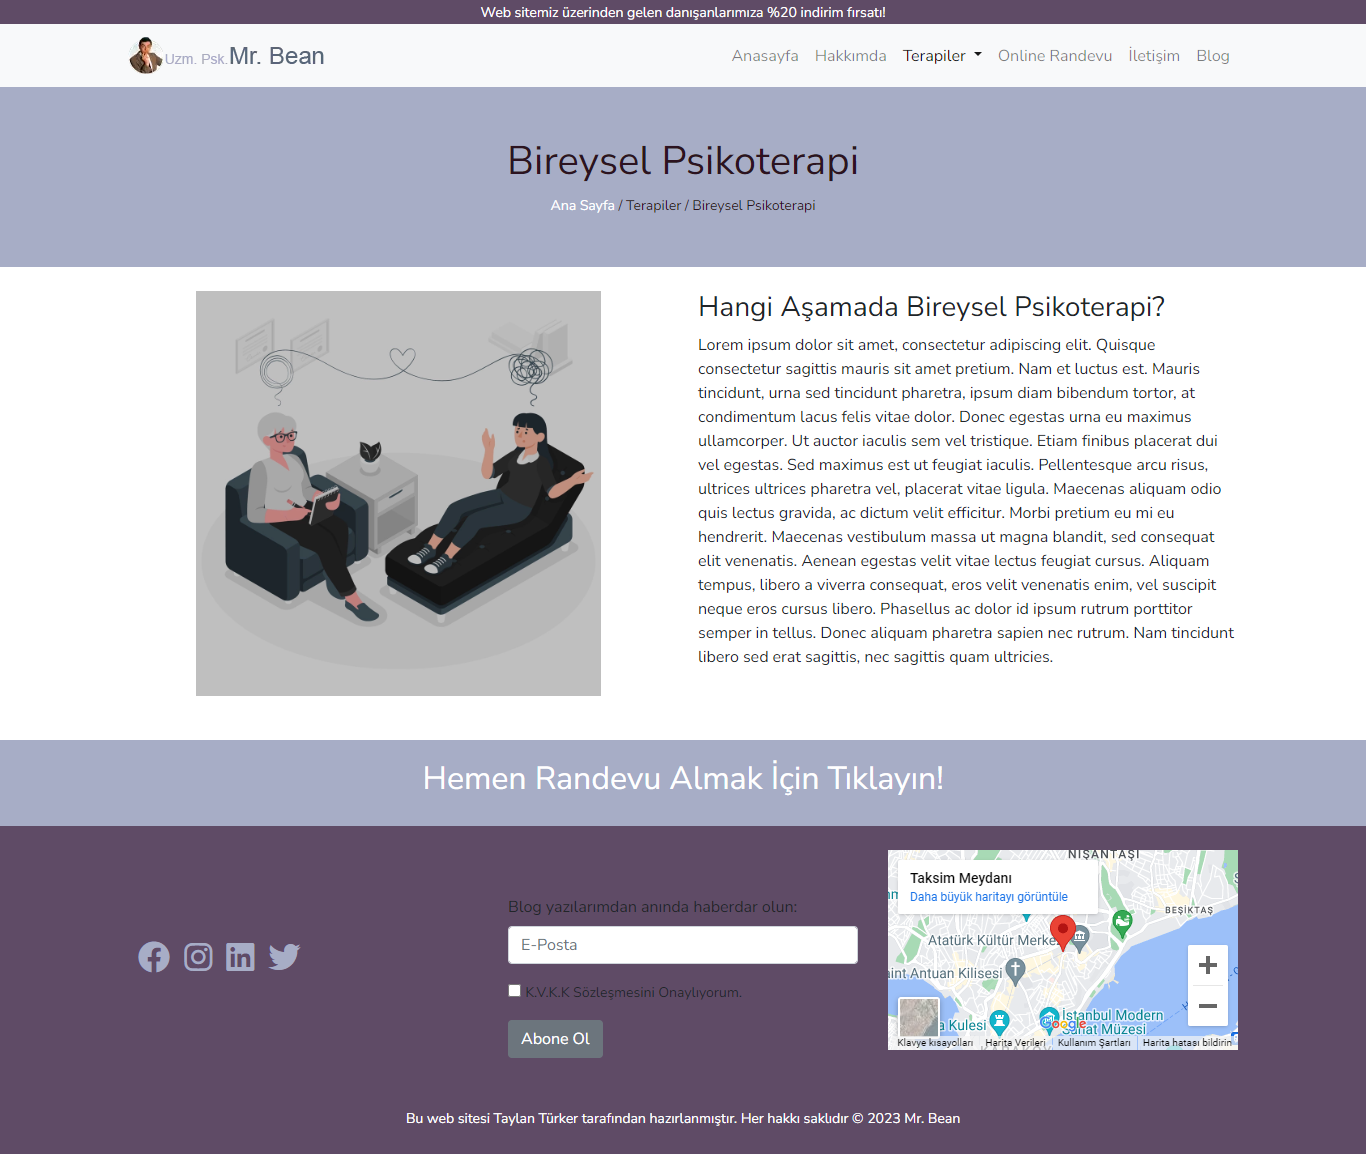 Web sitemiz üzerinden gelen danışanlarımıza %20 indirim fırsatı!
Uzm. Psk.Mr. Bean
Anasayfa Hakkımda Terapiler Online Randevu İletişim Blog
Bireysel Psikoterapi
Ana Sayfa / Terapiler / Bireysel Psikoterapi
Hangi Aşamada Bireysel Psikoterapi?
Lorem ipsum dolor sit amet, consectetur adipiscing elit. Quisque
consectetur sagittis mauris sit amet pretium. Nam et luctus est. Mauris
tincidunt, urna sed tincidunt pharetra, ipsum diam bibendum tortor, at
condimentum lacus felis vitae dolor. Donec egestas urna eu maximus
ullamcorper. Ut auctor iaculis sem vel tristique. Etiam finibus placerat dui
vel egestas. Sed maximus est ut feugiat iaculis. Pellentesque arcu risus,
ultrices ultrices pharetra vel, placerat vitae ligula. Maecenas aliquam odio
quis lectus gravida, ac dictum velit efficitur. Morbi pretium eu mi eu
hendrerit. Maecenas vestibulum massa ut magna blandit, sed consequat
elit venenatis. Aenean egestas velit vitae lectus feugiat cursus. Aliquam
tempus, libero a viverra consequat, eros velit venenatis enim, vel suscipit
neque eros cursus libero. Phasellus ac dolor id ipsum rutrum porttitor
semper in tellus. Donec aliquam pharetra sapien nec rutrum. Nam tincidunt
libero sed erat sagittis, nec sagittis quam ultricies.
Hemen Randevu Almak İçin Tıklayın!
Blog yazılarımdan anında haberdar olun:
E-Posta
K.V.K.K Sözleşmesini Onaylıyorum.
Abone Ol
NİŞANTAŞI
Taksim Meydanı
Daha büyük haritayı görüntüle
BEŞİKTAŞ
Atatürk Kültür Merke
int Antuan Kilisesi
a Kulesi
İstanbul Modern
Sanat Müzesi
Google
Klavye kısayolları Harita Verileri Kullanım Şartları Harita hatası bildirin
Bu web sitesi Taylan Türker tarafından hazırlanmıştır. Her hakkı saklıdır © 2023 Mr. Bean